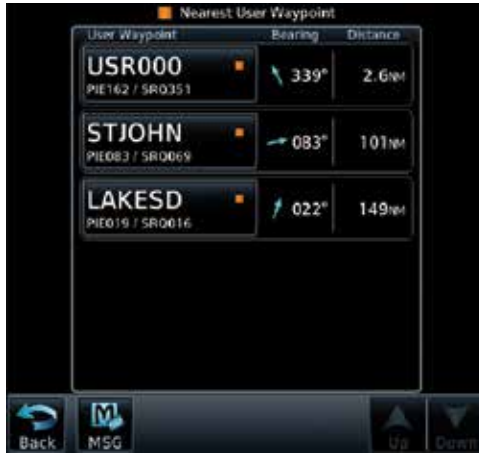 Nearest User Waypoint
User Waypoint Bearing Distance
USR000 339° 2.6NM
PIE162 / SRQ351
STJOHN 083° 101NM
PIE083 / SRQ069
LAKESD 022° 149NM
PIE019 / SRQ016
Back MSG Up Down